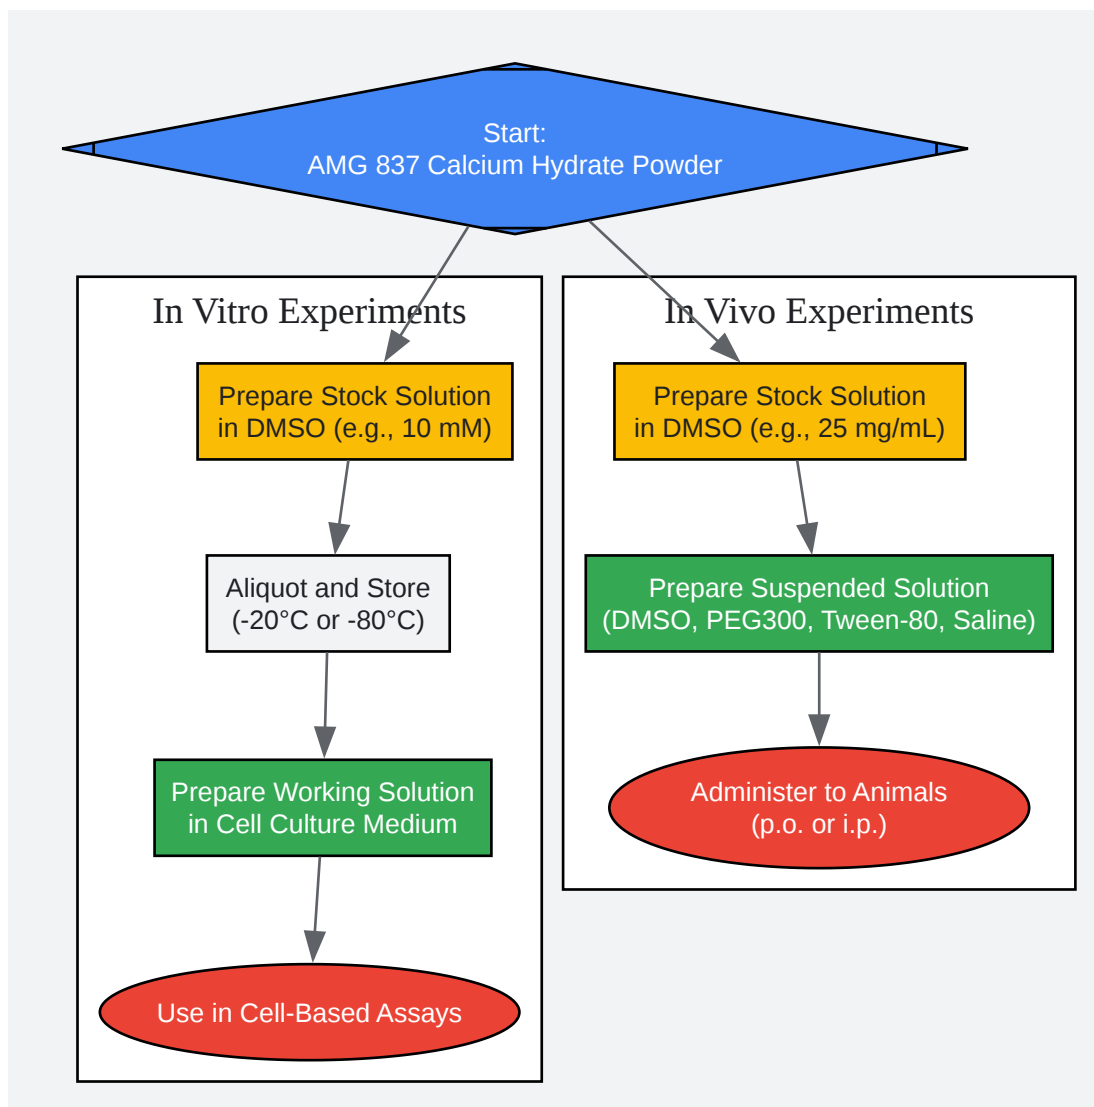 Start:
AMG 837 Calcium Hydrate Powder
In Vitro Experiments
Prepare Stock Solution
in DMSO (e.g., 10 mM)
Aliquot and Store
(-20°C or -80°C)
Prepare Working Solution
in Cell Culture Medium
Use in Cell-Based Assays
In Vivo Experiments
Prepare Stock Solution
in DMSO (e.g., 25 mg/mL)
Prepare Suspended Solution
(DMSO, PEG300, Tween-80, Saline)
Administer to Animals
(p.o. or i.p.)